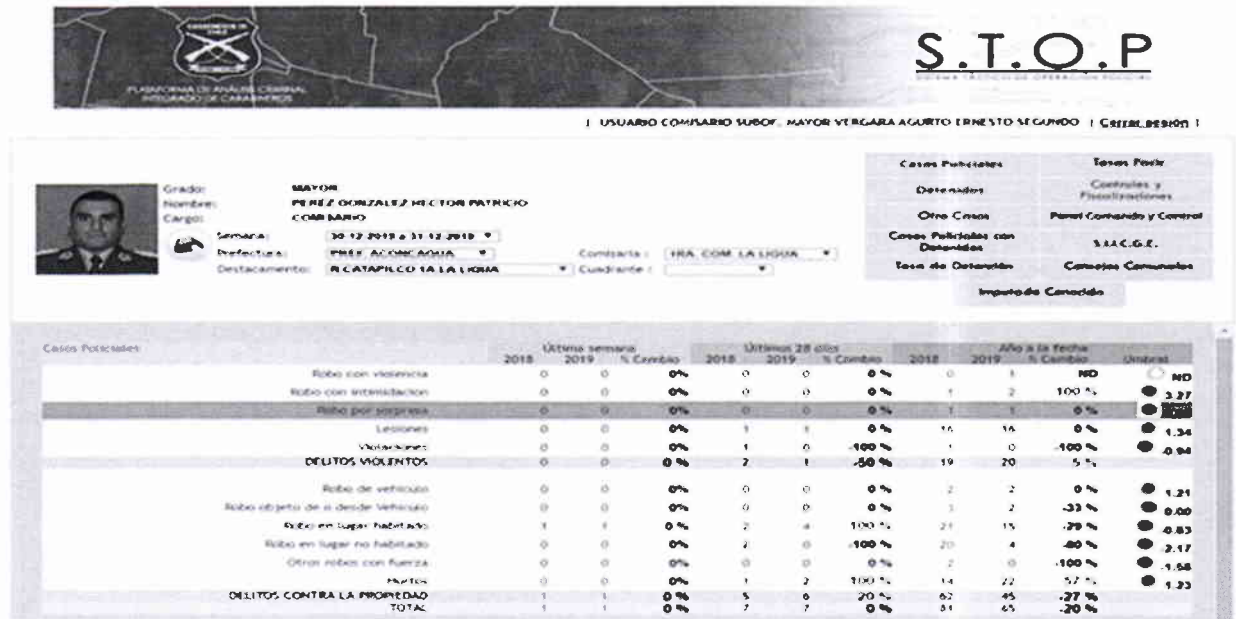 CARABINEROS DE CHILE
PLATAFORMA DE ANÁLISIS CRIMINAL
INTEGRADO DE CARABINEROS
S.T.O.P
SISTEMA TÁCTICO DE OPERACIÓN POLICIAL
| USUARIO COMISARIO SUBOF. MAYOR VERGARA AGURTO ERNESTO SEGUNDO | Cerrar sesión |
Grado: MAYOR
Nombre: PEREZ GONZALEZ HECTOR PATRICIO
Cargo: COMISARIO
Semana: 30-12-2019 a 31-12-2019
Prefectura: PREF. ACONCAGUA Comisaría : 1RA. COM. LA LIGUA
Destacamento: R.CATAPILCO 1A LA LIGUA Cuadrante :
Casos Policiales
Detenidos Controles y Fiscalizaciones
Otro Casos Panel Comando y Control
Casos Policiales con Detenidos S.I.I.C.G.E.
Tasa de Detención Consejos Comunales
Imputado Conocido
Casos Policiales Última semana Últimos 28 días Año a la fecha Umbral
2018 2019 % Cambio 2018 2019 % Cambio 2018 2019 % Cambio
Robo con violencia 0 0 0% 0 0 0 % 0 1 ND ND
Robo con intimidacion 0 0 0% 0 0 0 % 1 2 100 % 3.27
Robo por sorpresa 0 0 0% 0 0 0 % 1 1 0 %
Lesiones 0 0 0% 1 1 0 % 16 16 0 % 1.34
Violaciones 0 0 0% 1 0 -100 % 1 0 -100 % -0.94
DELITOS VIOLENTOS 0 0 0 % 2 1 -50 % 19 20 5 %
Robo de vehiculo 0 0 0% 0 0 0 % 2 2 0 % 1.21
Robo objeto de o desde Vehiculo 0 0 0% 0 0 0 % 3 2 -33 % 0.00
Robo en lugar habitado 1 1 0 % 2 4 100 % 21 15 -29 % -0.83
Robo en lugar no habitado 0 0 0% 2 0 -100 % 20 4 -80 % -2.17
Otros robos con fuerza 0 0 0% 0 0 0 % 2 0 -100 % -1.58
Hurtos 0 0 0% 1 2 100 % 14 22 57 % 1.23
DELITOS CONTRA LA PROPIEDAD 1 1 0 % 5 6 20 % 62 45 -27 %
TOTAL 1 1 0 % 7 7 0 % 81 65 -20 %